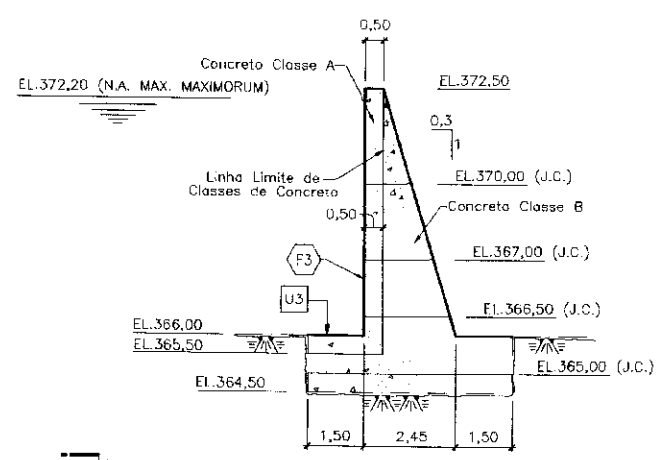 0,50
Concreto Classe A
EL.372,20 (N.A. MAX. MAXIMORUM)
EL.372,50
0,3
1
Linha Limite de
Classes de Concreto
EL.370,00 (J.C.)
0,50
Concreto Classe B
F3
EL.367,00 (J.C.)
U3
EL.366,50 (J.C.)
EL.366,00
EL.365,50
EL.365,00 (J.C.)
EL.364,50
1,50
2,45
1,50